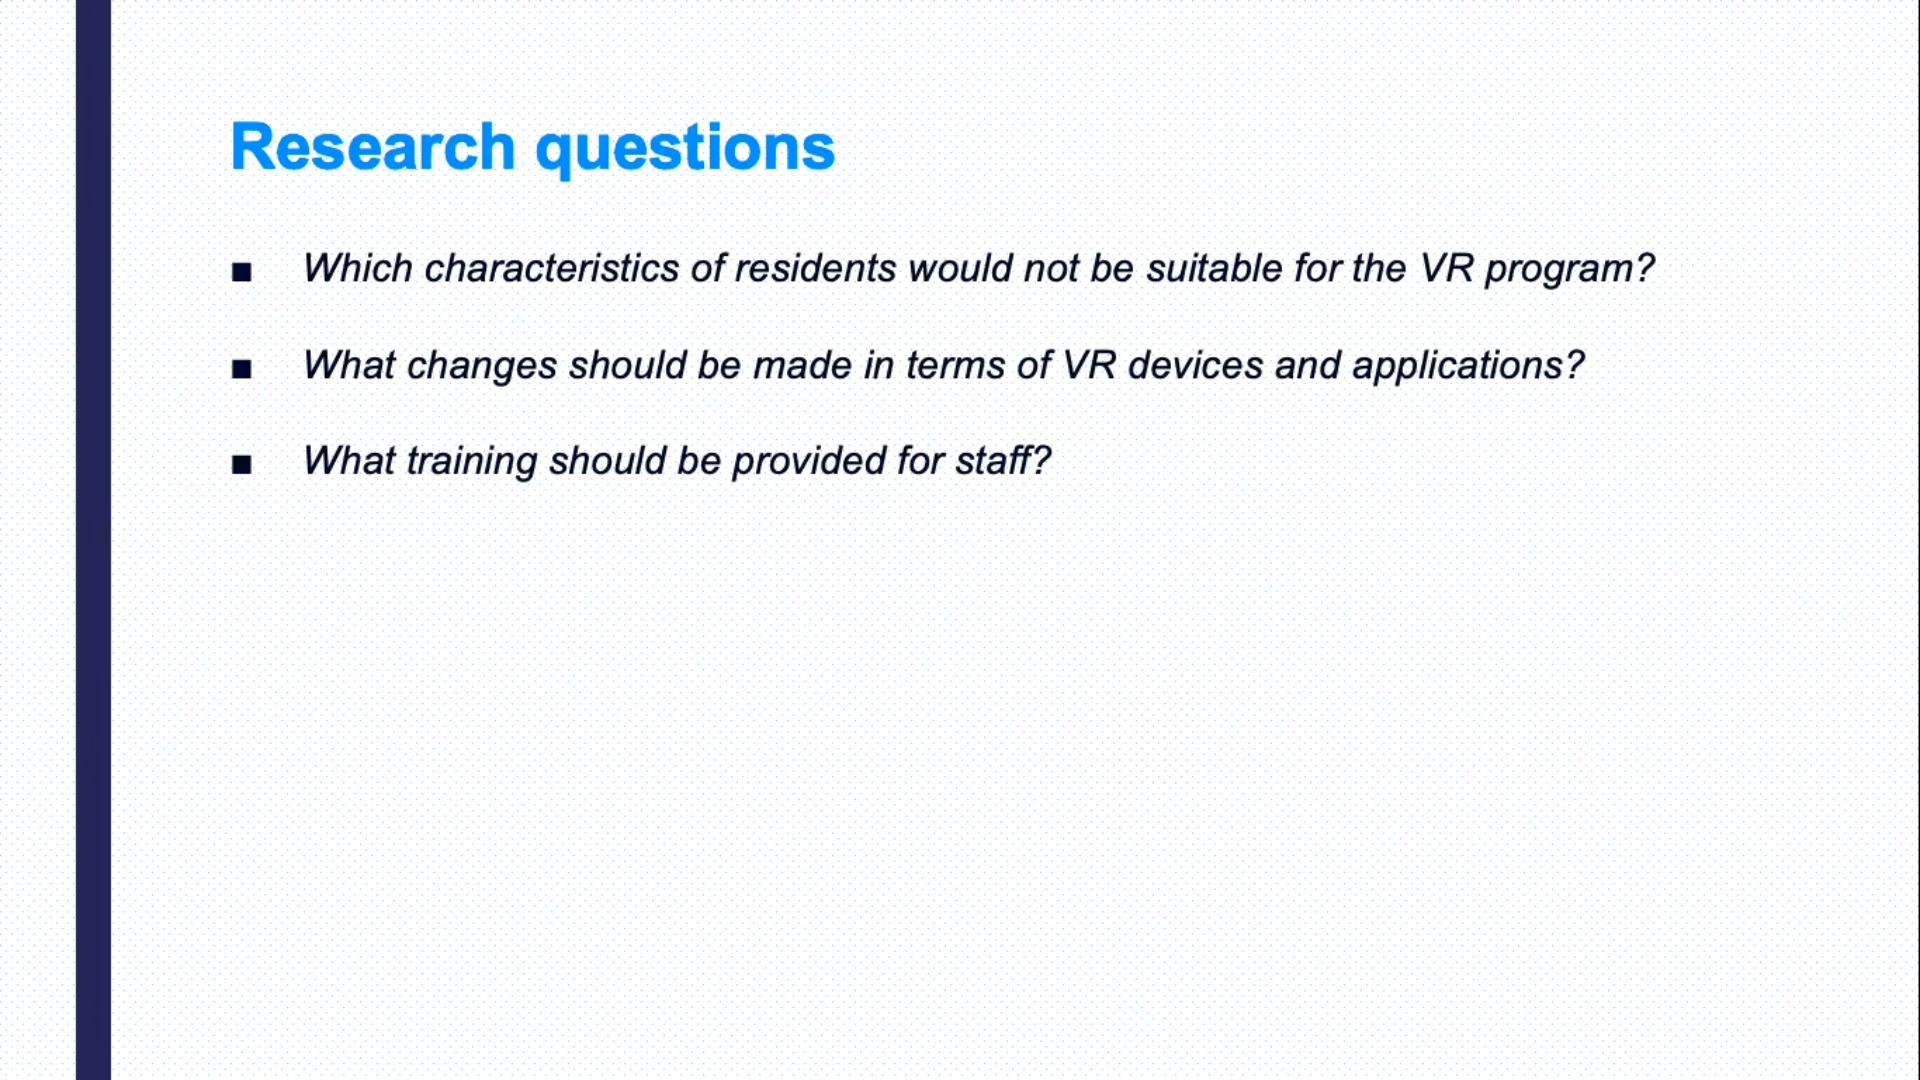 Research questions
■ Which characteristics of residents would not be suitable for the VR program?
■ What changes should be made in terms of VR devices and applications?
■ What training should be provided for staff?